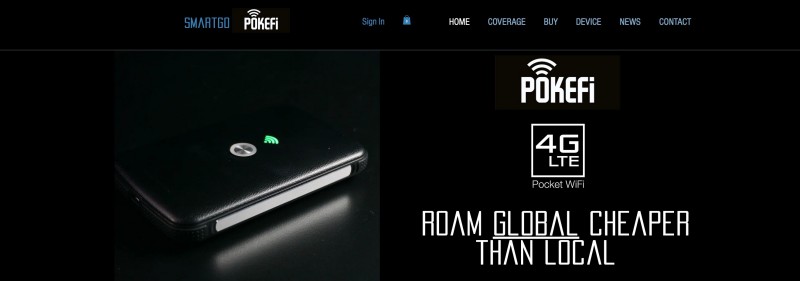 SMARTGO POKEFi Sign In HOME COVERAGE BUY DEVICE NEWS CONTACT
POKEFi
4G
LTE
Pocket WiFi
ROAM GLOBAL CHEAPER
THAN LOCAL